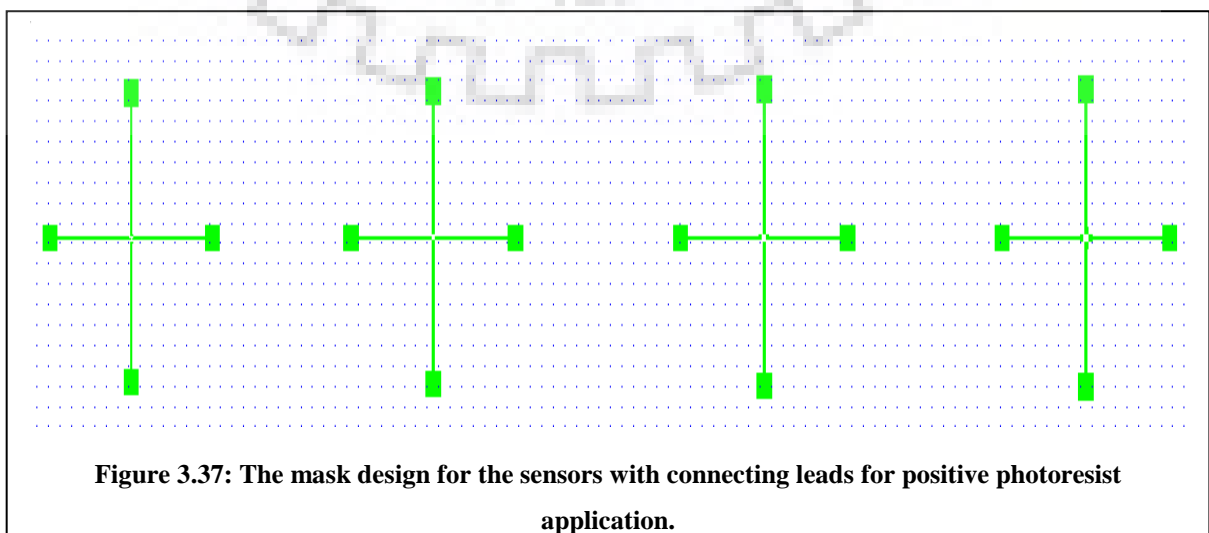 Figure 3.37: The mask design for the sensors with connecting leads for positive photoresist
application.